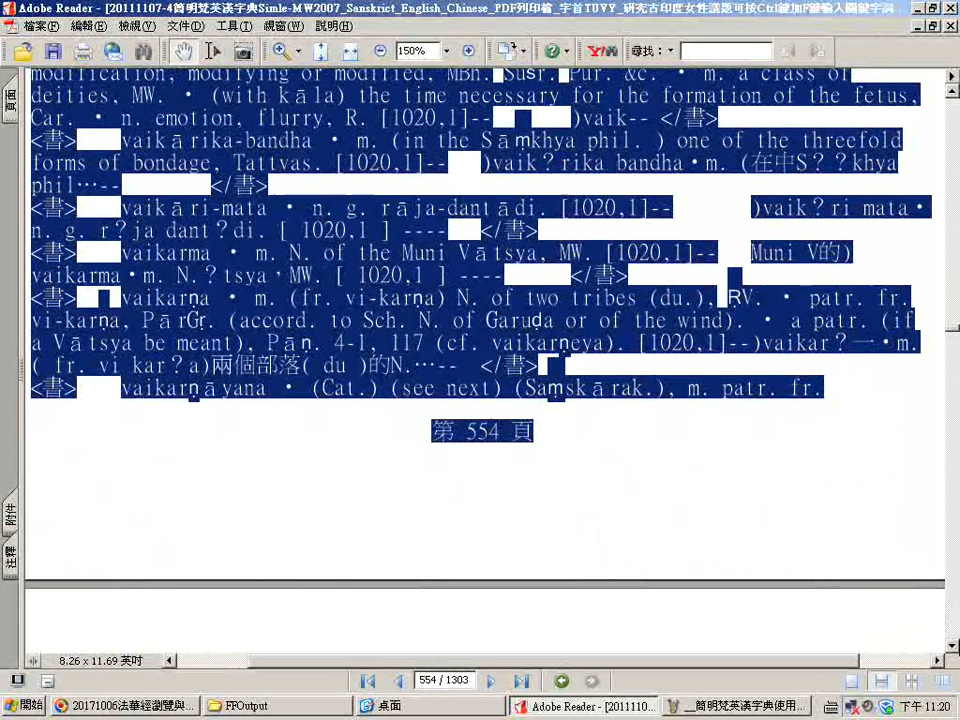 Adobe Reader - [20111107-4簡明梵英漢字典Simle-MW2007_Sanskrict_English_Chinese_PDF列印檔_字首TUVY_研究古印度女性議題可按Ctrl鍵加F鍵輸入關鍵字詞
檔案(F) 編輯(E) 檢視(V) 文件(D) 工具(T) 視窗(W) 說明(H)
150% Y! 尋找:
頁面
modification, modifying or modified, MBh. Suśr. Pur. &c. • m. a class of
deities, MW. • (with kāla) the time necessary for the formation of the fetus,
Car. • n. emotion, flurry, R. [1020,1]-- )vaik-- </書>
<書> vaikārika-bandha • m. (in the Sāṃkhya phil. ) one of the threefold
forms of bondage, Tattvas. [1020,1]-- )vaik?rika bandha•m. (在中S??khya
phil…-- </書>
<書> vaikāri-mata • n. g. rāja-dantādi. [1020,1]-- )vaik?ri mata•
n. g. r?ja dant?di. [ 1020,1 ] ---- </書>
<書> vaikarma • m. N. of the Muni Vātsya, MW. [1020,1]-- Muni V的)
vaikarma•m. N.?tsya,MW. [ 1020,1 ] ---- </書>
<書> vaikarṇa • m. (fr. vi-karṇa) N. of two tribes (du.), RV. • patr. fr.
vi-karṇa, PārGṛ. (accord. to Sch. N. of Garuḍa or of the wind). • a patr. (if
a Vātsya be meant), Pāṇ. 4-1, 117 (cf. vaikarṇeya). [1020,1]--)vaikar?一•m.
( fr. vi kar?a)兩個部落( du )的N.…-- </書>
<書> vaikarṇāyana • (Cat.) (see next) (Saṃskārak.), m. patr. fr.
第 554 頁
附件
注釋
8.26 x 11.69 英吋
554 / 1303
開始 20171006法華經瀏覽與... FFOutput 桌面 Adobe Reader - [2011110... __簡明梵英漢字典使用... 下午 11:20